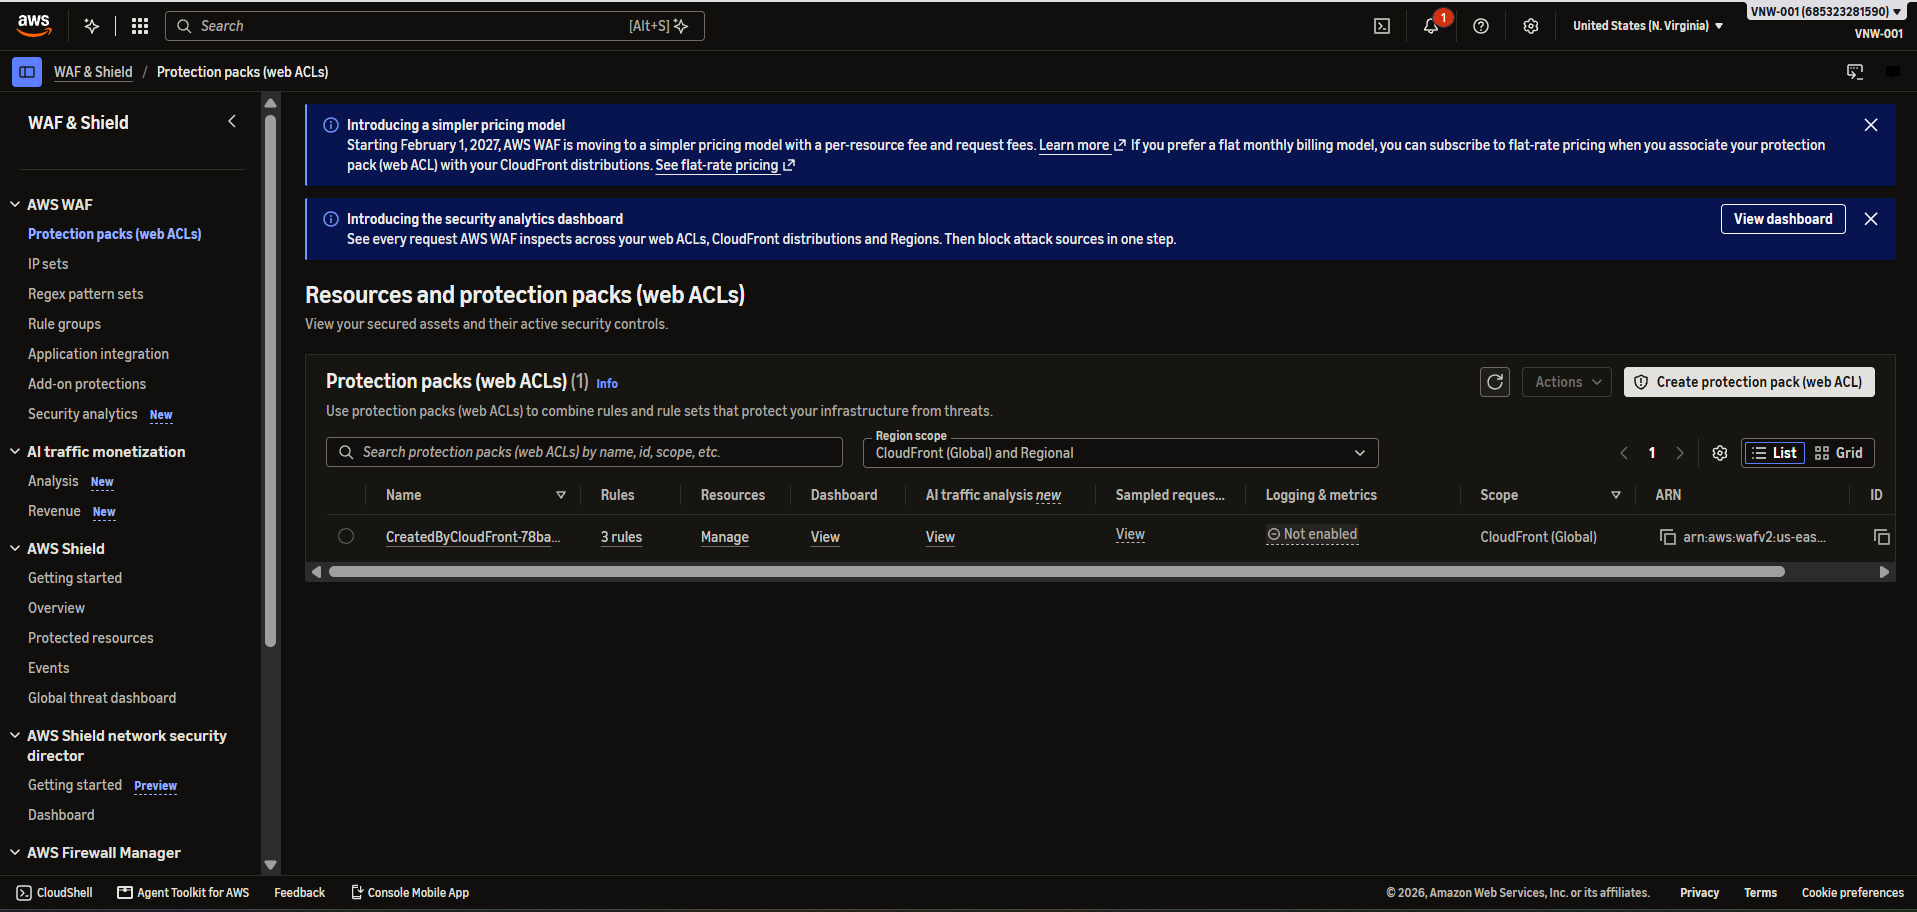 aws
Search [Alt+S]
1
United States (N. Virginia)
VNW-001 (685323281590)
VNW-001
WAF & Shield / Protection packs (web ACLs)
WAF & Shield
AWS WAF
Protection packs (web ACLs)
IP sets
Regex pattern sets
Rule groups
Application integration
Add-on protections
Security analytics New
AI traffic monetization
Analysis New
Revenue New
AWS Shield
Getting started
Overview
Protected resources
Events
Global threat dashboard
AWS Shield network security
director
Getting started Preview
Dashboard
AWS Firewall Manager
Introducing a simpler pricing model
Starting February 1, 2027, AWS WAF is moving to a simpler pricing model with a per-resource fee and request fees. Learn more If you prefer a flat monthly billing model, you can subscribe to flat-rate pricing when you associate your protection
pack (web ACL) with your CloudFront distributions. See flat-rate pricing
Introducing the security analytics dashboard
See every request AWS WAF inspects across your web ACLs, CloudFront distributions and Regions. Then block attack sources in one step.
View dashboard
Resources and protection packs (web ACLs)
View your secured assets and their active security controls.
Protection packs (web ACLs) (1) Info
Actions
Create protection pack (web ACL)
Use protection packs (web ACLs) to combine rules and rule sets that protect your infrastructure from threats.
Search protection packs (web ACLs) by name, id, scope, etc.
Region scope
CloudFront (Global) and Regional
1
List Grid
Name Rules Resources Dashboard AI traffic analysis new Sampled reques... Logging & metrics Scope ARN ID
CreatedByCloudFront-78ba... 3 rules Manage View View View Not enabled CloudFront (Global) arn:aws:wafv2:us-eas...
CloudShell Agent Toolkit for AWS Feedback Console Mobile App © 2026, Amazon Web Services, Inc. or its affiliates. Privacy Terms Cookie preferences